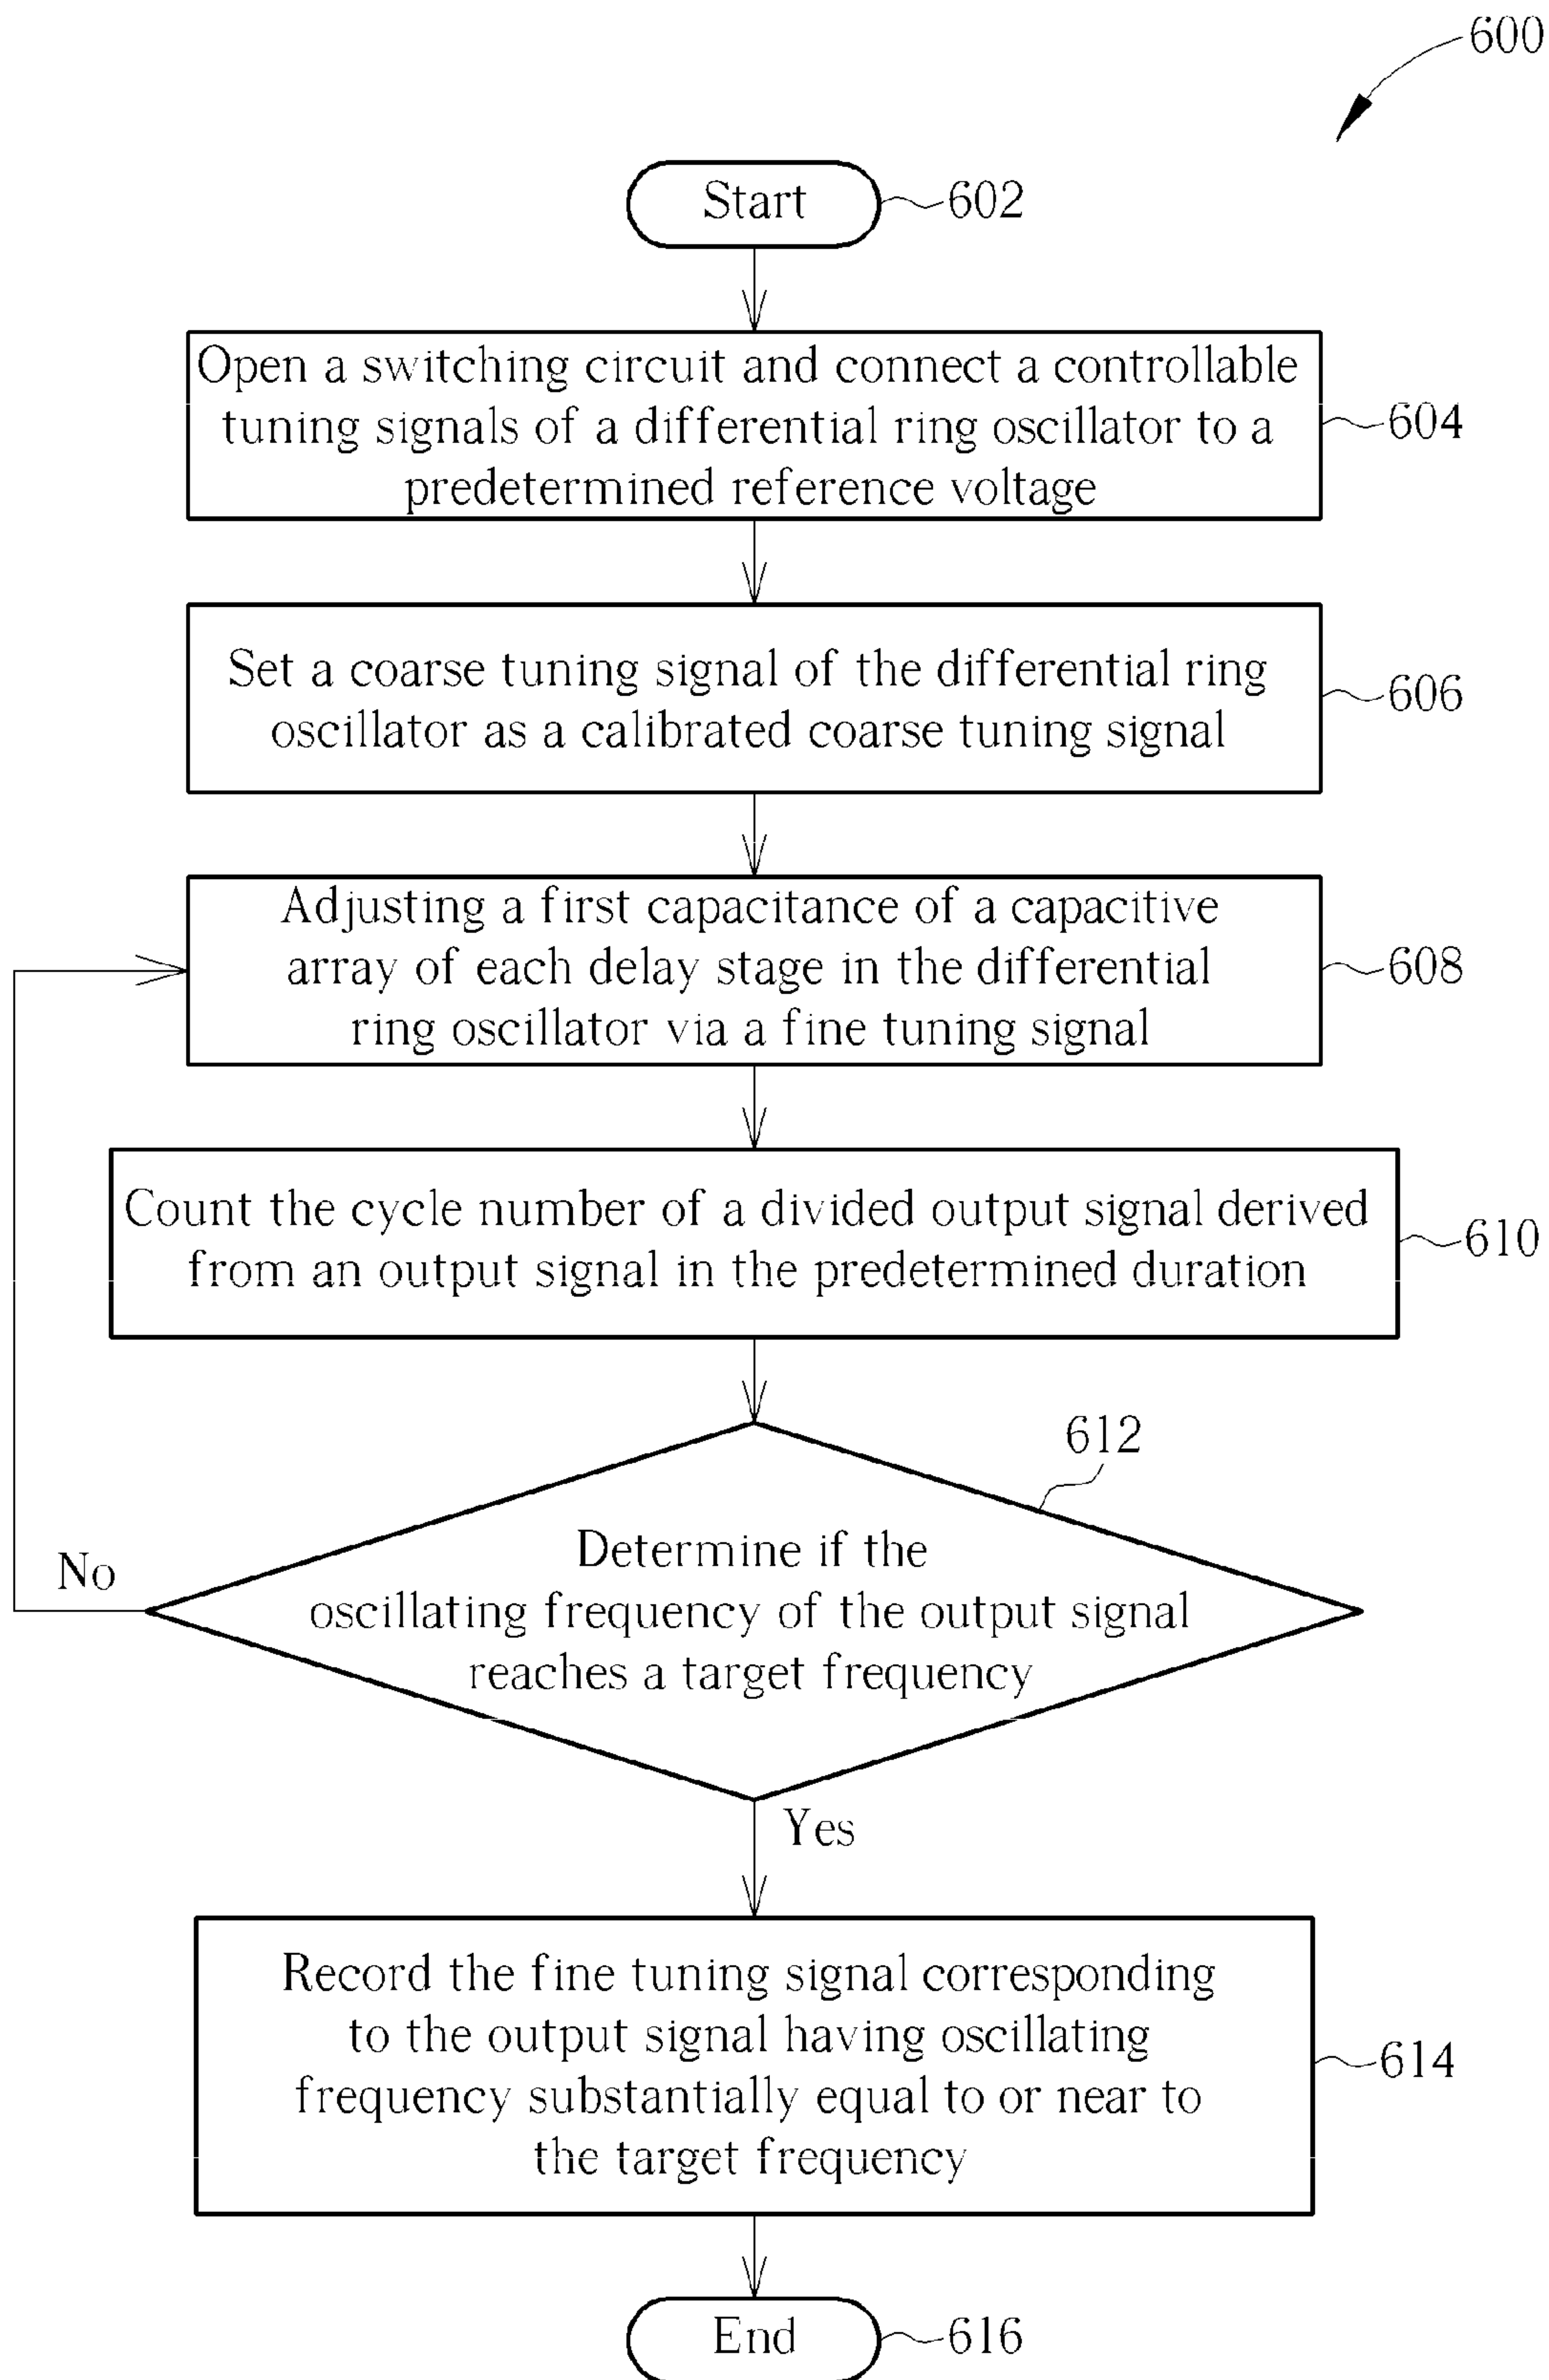 600
Start
602
Open a switching circuit and connect a controllable
tuning signals of a differential ring oscillator to a
predetermined reference voltage
604
Set a coarse tuning signal of the differential ring
oscillator as a calibrated coarse tuning signal
606
Adjusting a first capacitance of a capacitive
array of each delay stage in the differential
ring oscillator via a fine tuning signal
608
Count the cycle number of a divided output signal derived
from an output signal in the predetermined duration
610
612
Determine if the
oscillating frequency of the output signal
reaches a target frequency
No
Yes
Record the fine tuning signal corresponding
to the output signal having oscillating
frequency substantially equal to or near to
the target frequency
614
End
616